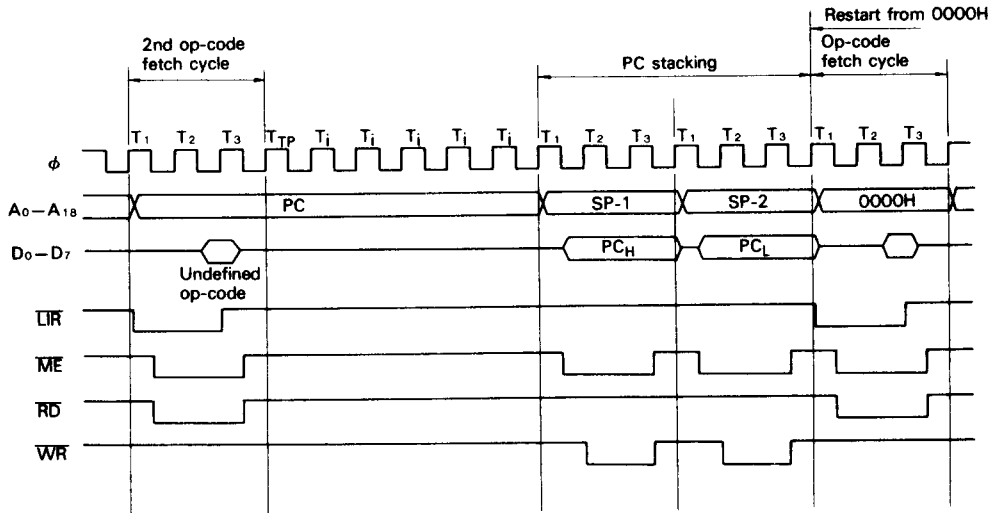 Restart from 0000H
2nd op-code
fetch cycle
PC stacking
Op-code
fetch cycle
T1 T2 T3 TTP Ti Ti Ti Ti Ti T1 T2 T3 T1 T2 T3 T1 T2 T3
φ
A0–A18 PC SP-1 SP-2 0000H
D0–D7 PCH PCL
Undefined
op-code
LIR
ME
RD
WR